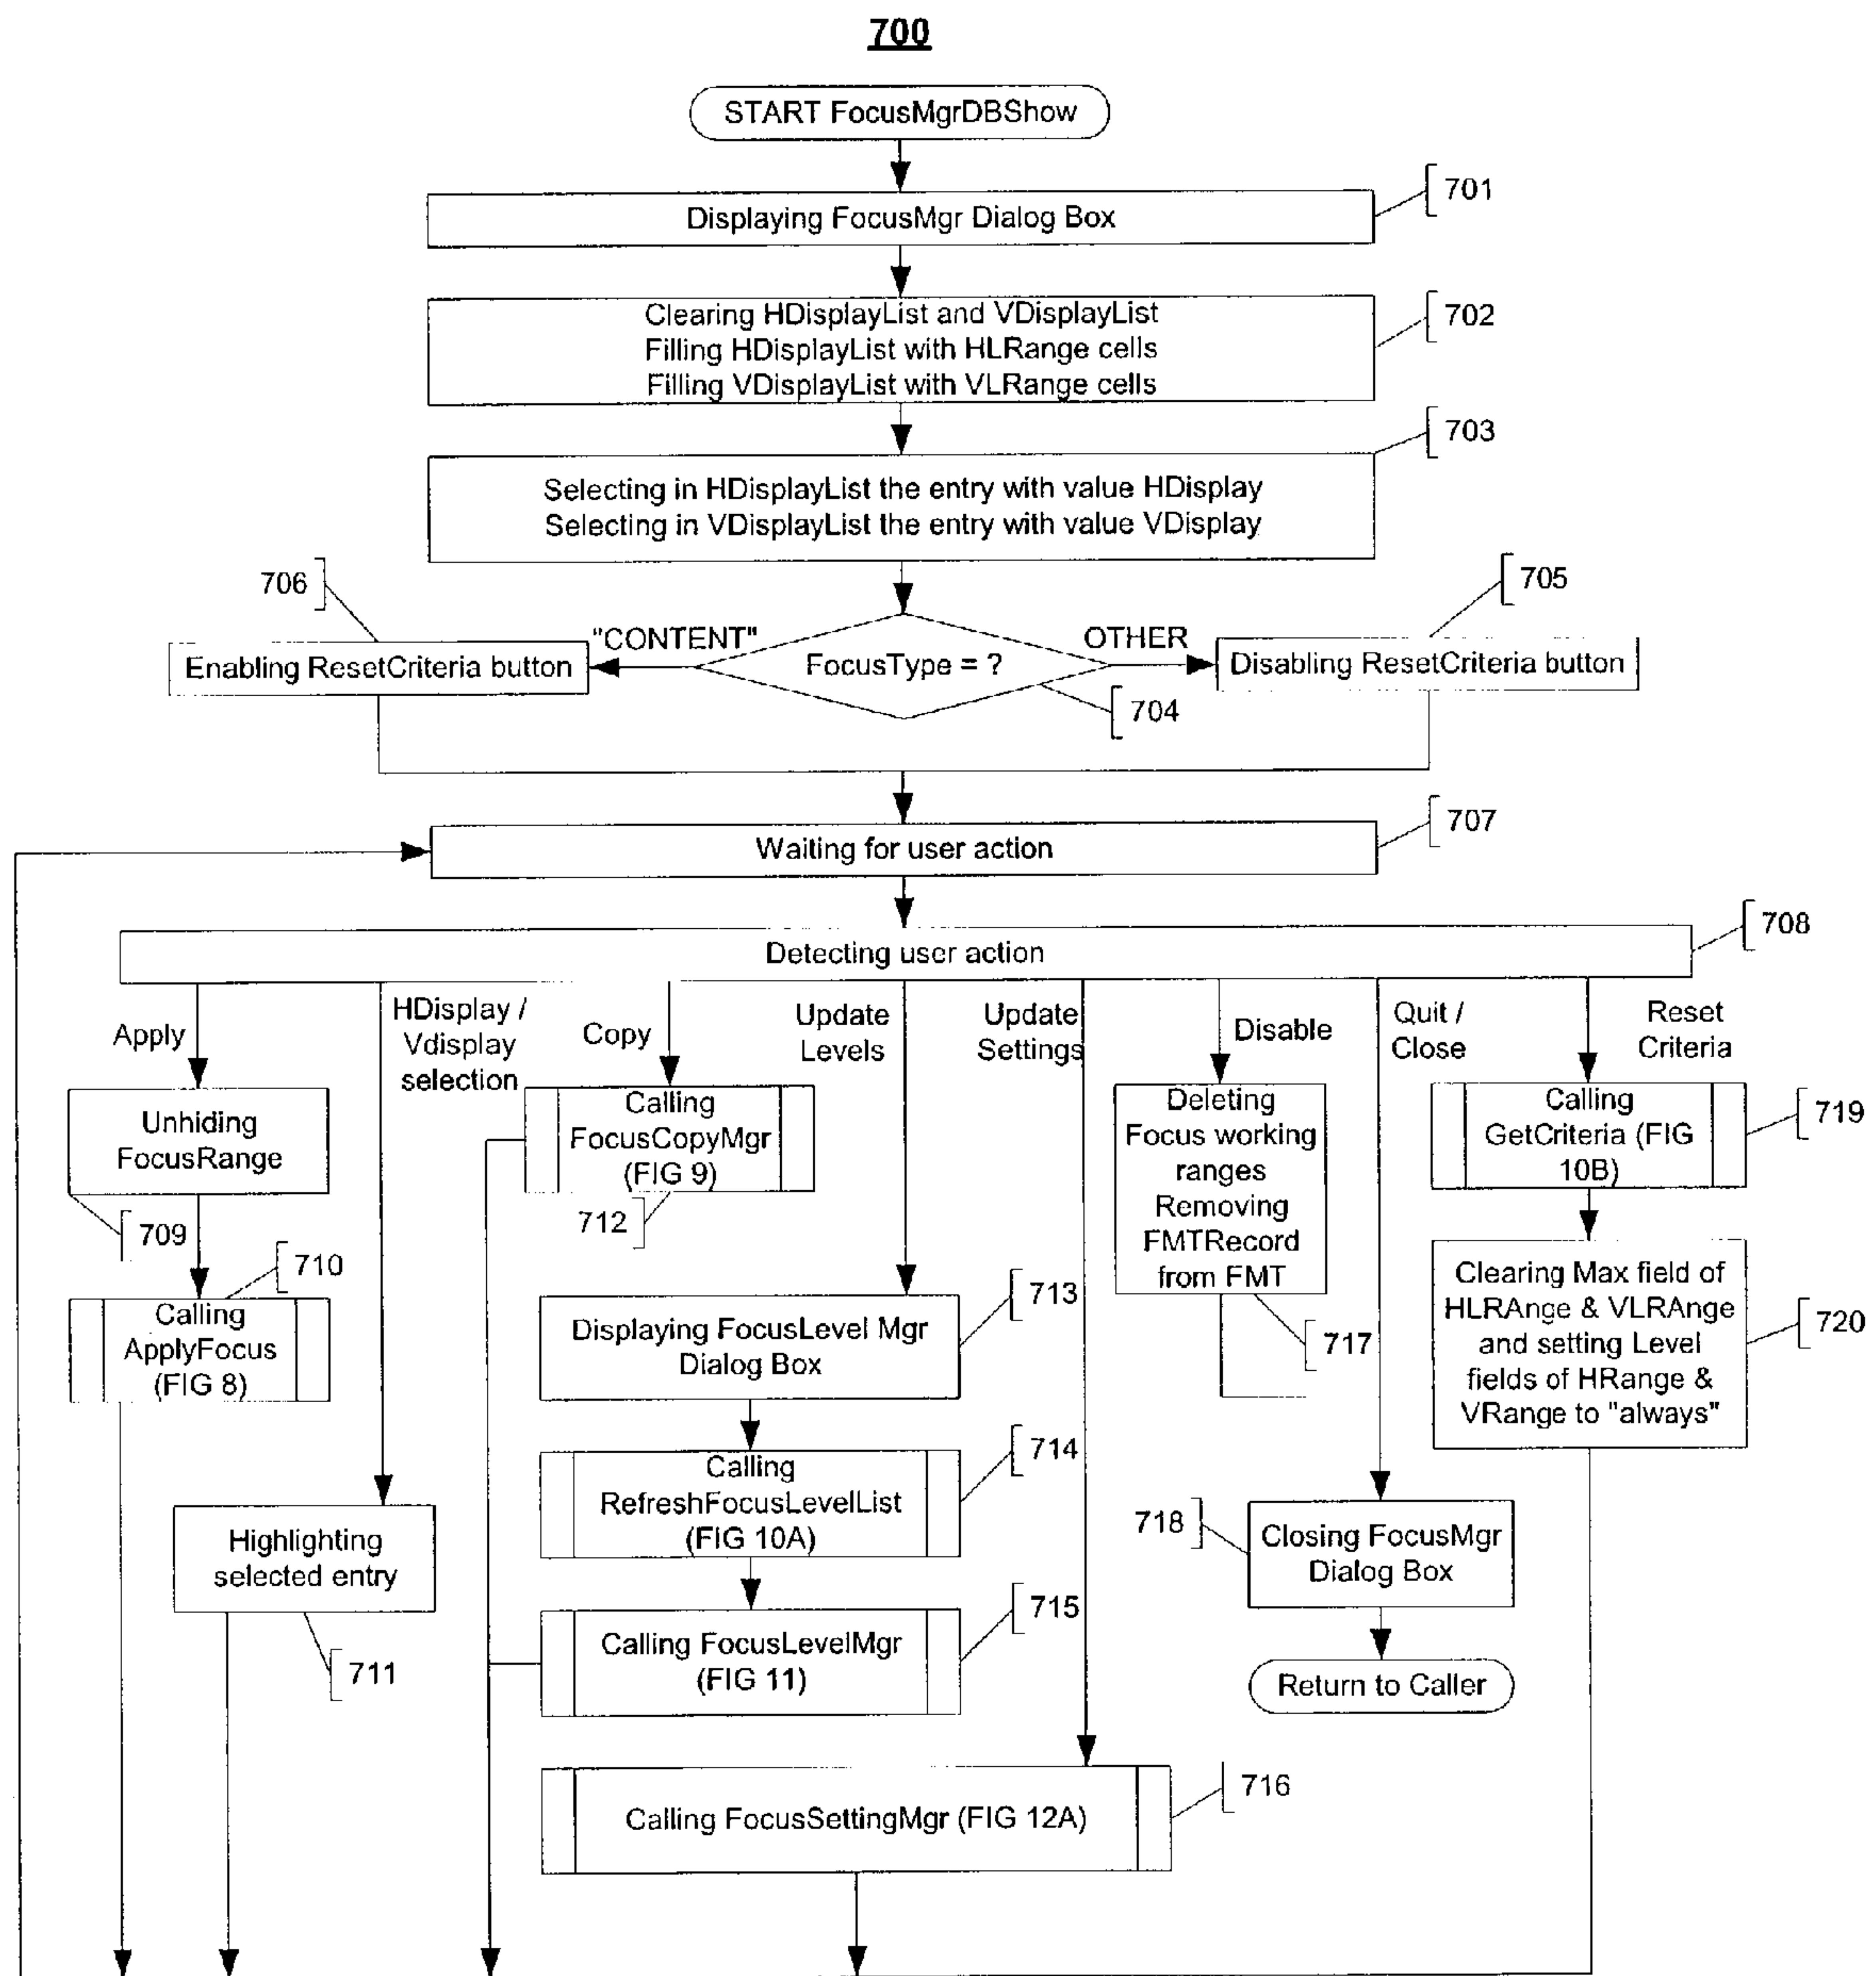 700
START FocusMgrDBShow
701
Displaying FocusMgr Dialog Box
702
Clearing HDisplayList and VDisplayList
Filling HDisplayList with HLRange cells
Filling VDisplayList with VLRange cells
703
Selecting in HDisplayList the entry with value HDisplay
Selecting in VDisplayList the entry with value VDisplay
706
705
"CONTENT"
OTHER
Enabling ResetCriteria button
FocusType = ?
Disabling ResetCriteria button
704
707
Waiting for user action
708
Detecting user action
Apply
HDisplay /
Vdisplay
selection
Copy
Update
Levels
Update
Settings
Disable
Quit /
Close
Reset
Criteria
Unhiding
FocusRange
709
710
Calling
ApplyFocus
(FIG 8)
Highlighting
selected entry
711
Calling
FocusCopyMgr
(FIG 9)
712
713
Displaying FocusLevel Mgr
Dialog Box
714
Calling
RefreshFocusLevelList
(FIG 10A)
715
Calling FocusLevelMgr
(FIG 11)
716
Calling FocusSettingMgr (FIG 12A)
Deleting
Focus working
ranges
Removing
FMTRecord
from FMT
717
718
Closing FocusMgr
Dialog Box
Return to Caller
Calling
GetCriteria (FIG
10B)
719
Clearing Max field of
HLRAnge & VLRAnge
and setting Level
fields of HRange &
VRange to "always"
720